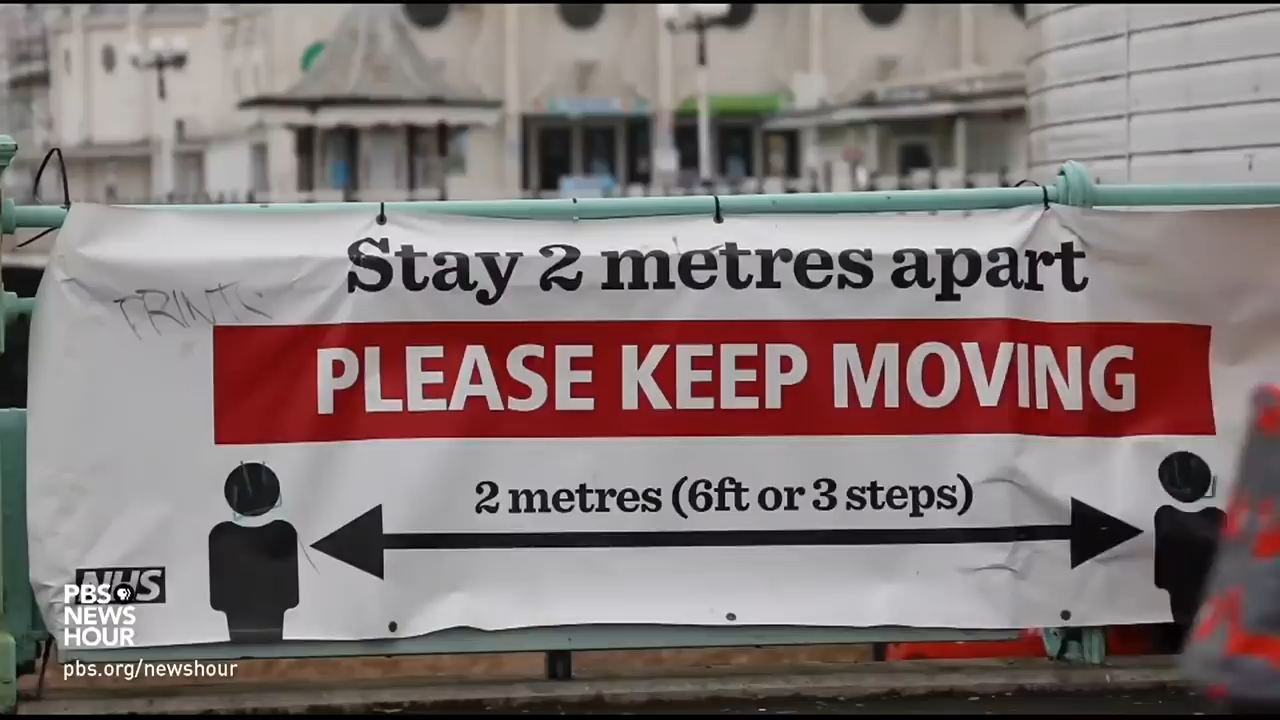 Stay 2 metres apart
PLEASE KEEP MOVING
2 metres (6ft or 3 steps)
NHS
PBS
NEWS
HOUR
pbs.org/newshour